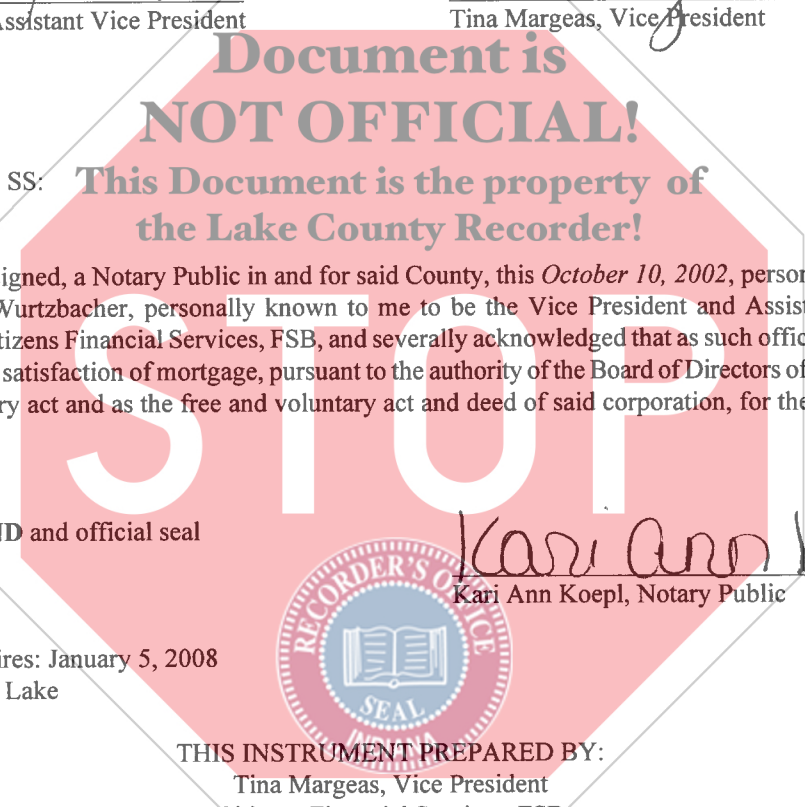 Assistant Vice President
Tina Margeas, Vice President
Document is
NOT OFFICIAL!
SS:
This Document is the property of
the Lake County Recorder!
igned, a Notary Public in and for said County, this October 10, 2002, person
Wurtzbacher, personally known to me to be the Vice President and Assist
tizens Financial Services, FSB, and severally acknowledged that as such offic
satisfaction of mortgage, pursuant to the authority of the Board of Directors of
ry act and as the free and voluntary act and deed of said corporation, for the
STOP
ND and official seal
Kari Ann K
Kari Ann Koepl, Notary Public
RECORDER'S OFFICE
SEAL
INDIANA
ires: January 5, 2008
Lake
THIS INSTRUMENT PREPARED BY:
Tina Margeas, Vice President